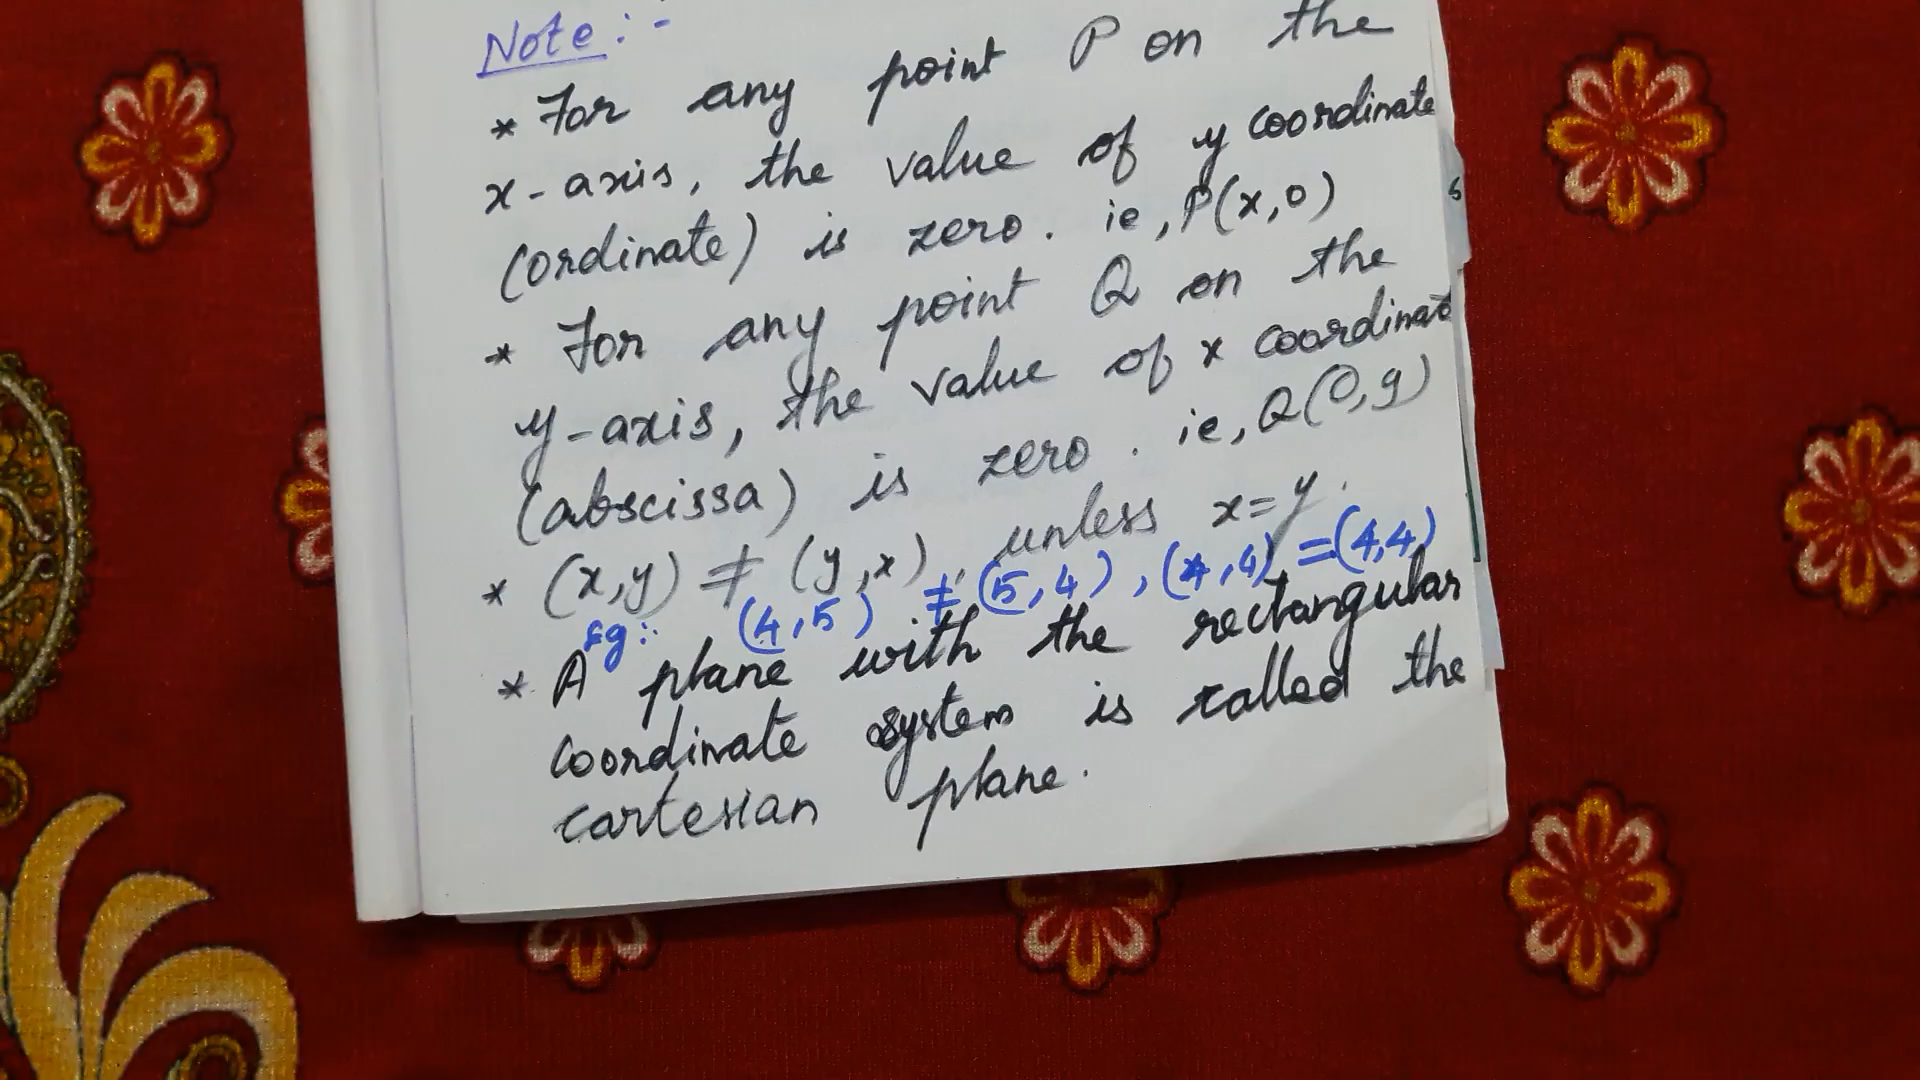 Note :-
* For any point P on the
x-axis, the value of y coordinate
(ordinate) is zero. ie, P(x,0)
* For any point Q on the
y-axis, the value of x coordinat
(abscissa) is zero. ie, Q(0,y)
* (x,y) ≠ (y,x), unless x=y.
eg:: (4,5) ≠ (5,4), (4,4) =(4,4)
* A plane with the rectangular
coordinate system is called the
cartesian plane.